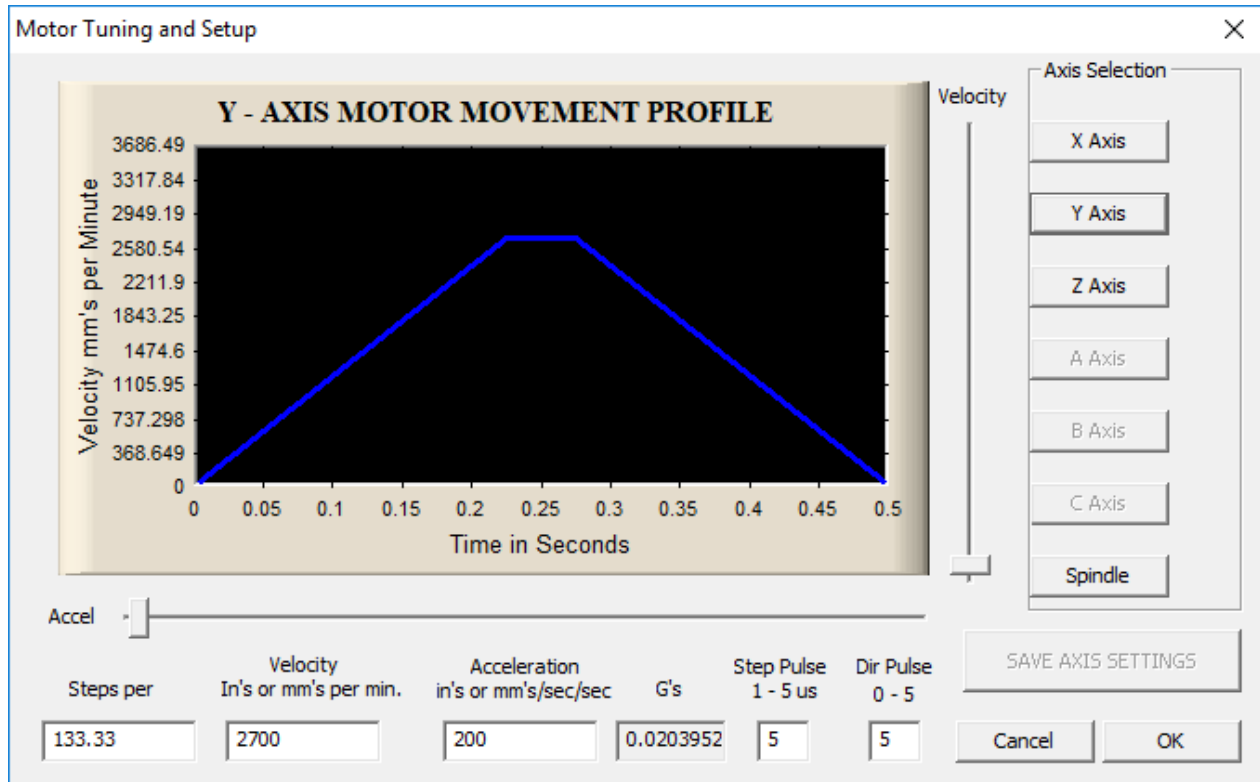 Motor Tuning and Setup
Y - AXIS MOTOR MOVEMENT PROFILE
Velocity mm's per Minute
3686.49
3317.84
2949.19
2580.54
2211.9
1843.25
1474.6
1105.95
737.298
368.649
0
0 0.05 0.1 0.15 0.2 0.25 0.3 0.35 0.4 0.45 0.5
Time in Seconds
Velocity
Axis Selection
X Axis
Y Axis
Z Axis
A Axis
B Axis
C Axis
Spindle
Accel
Steps per
133.33
Velocity
In's or mm's per min.
2700
Acceleration
in's or mm's/sec/sec
200
G's
0.0203952
Step Pulse
1 - 5 us
5
Dir Pulse
0 - 5
5
SAVE AXIS SETTINGS
Cancel
OK